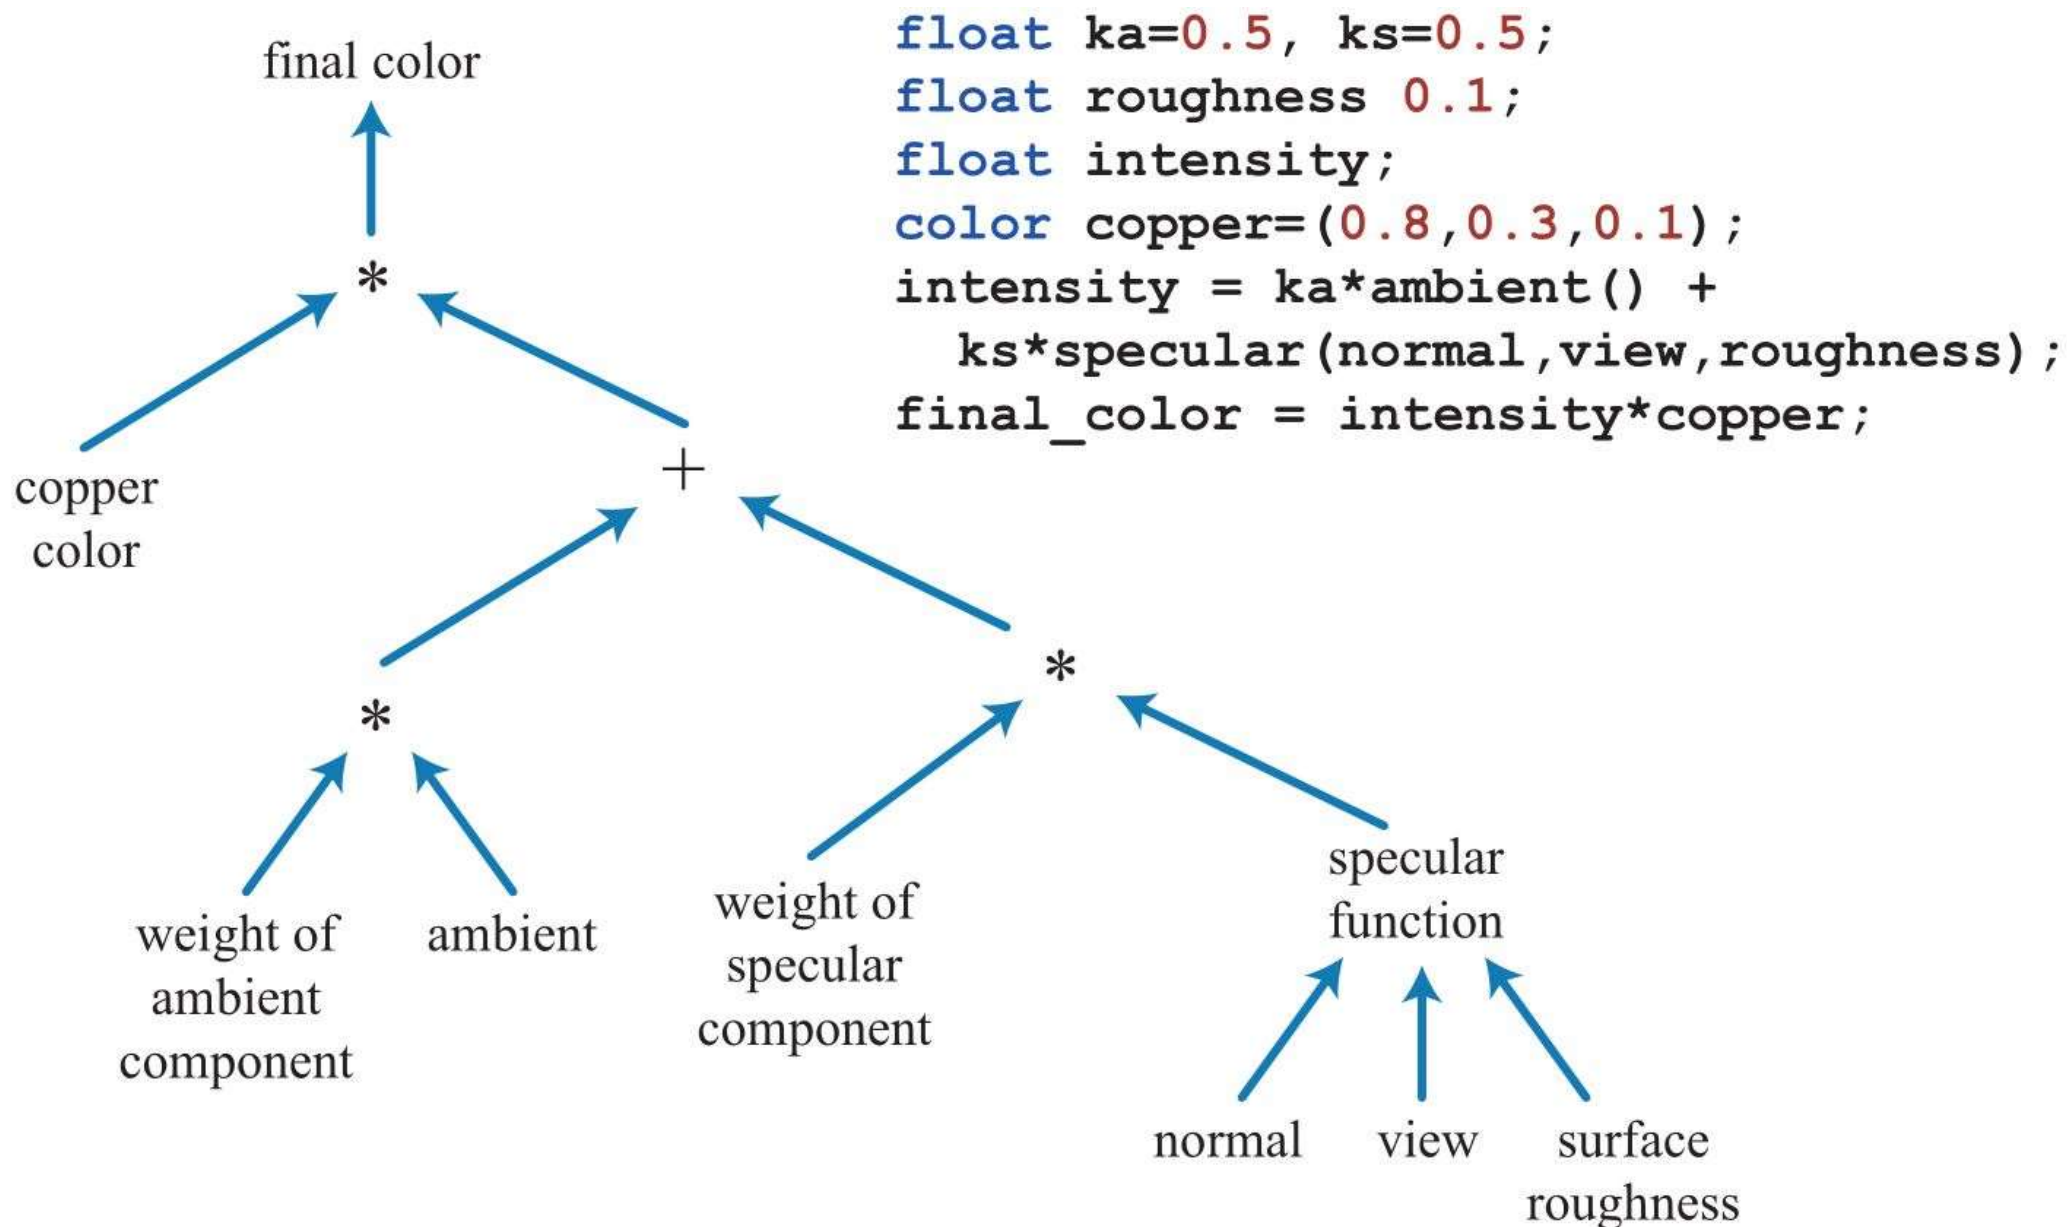 final color
*
copper
color
+
*
*
weight of
ambient
component
ambient
weight of
specular
component
specular
function
normal
view
surface
roughness
float ka=0.5, ks=0.5;
float roughness 0.1;
float intensity;
color copper=(0.8,0.3,0.1);
intensity = ka*ambient() +
ks*specular(normal,view,roughness);
final_color = intensity*copper;